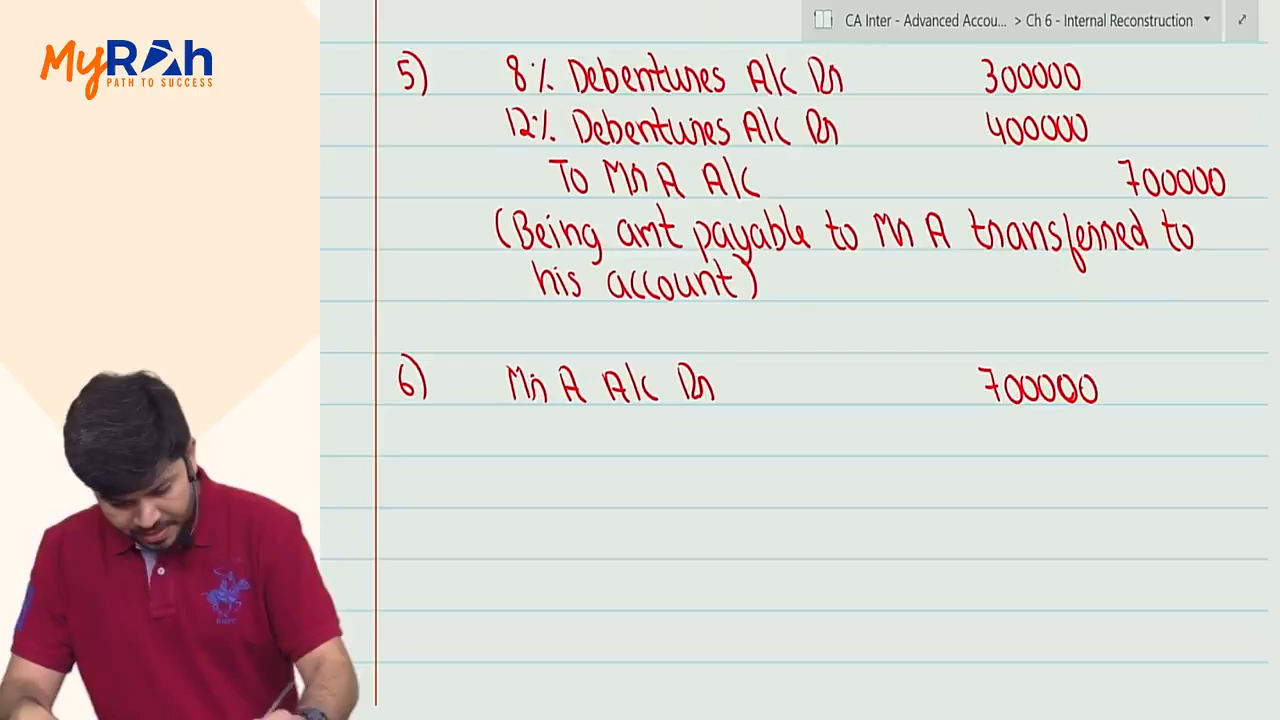 MyRAh
PATH TO SUCCESS
CA Inter - Advanced Accou... > Ch 6 - Internal Reconstruction
5) 8% Debentures A/c Dr 300000
12% Debentures A/c Dr 400000
To Mr A A/c 700000
(Being amt payable to Mr A transferred to
his account)
6) Mr A A/c Dr 700000